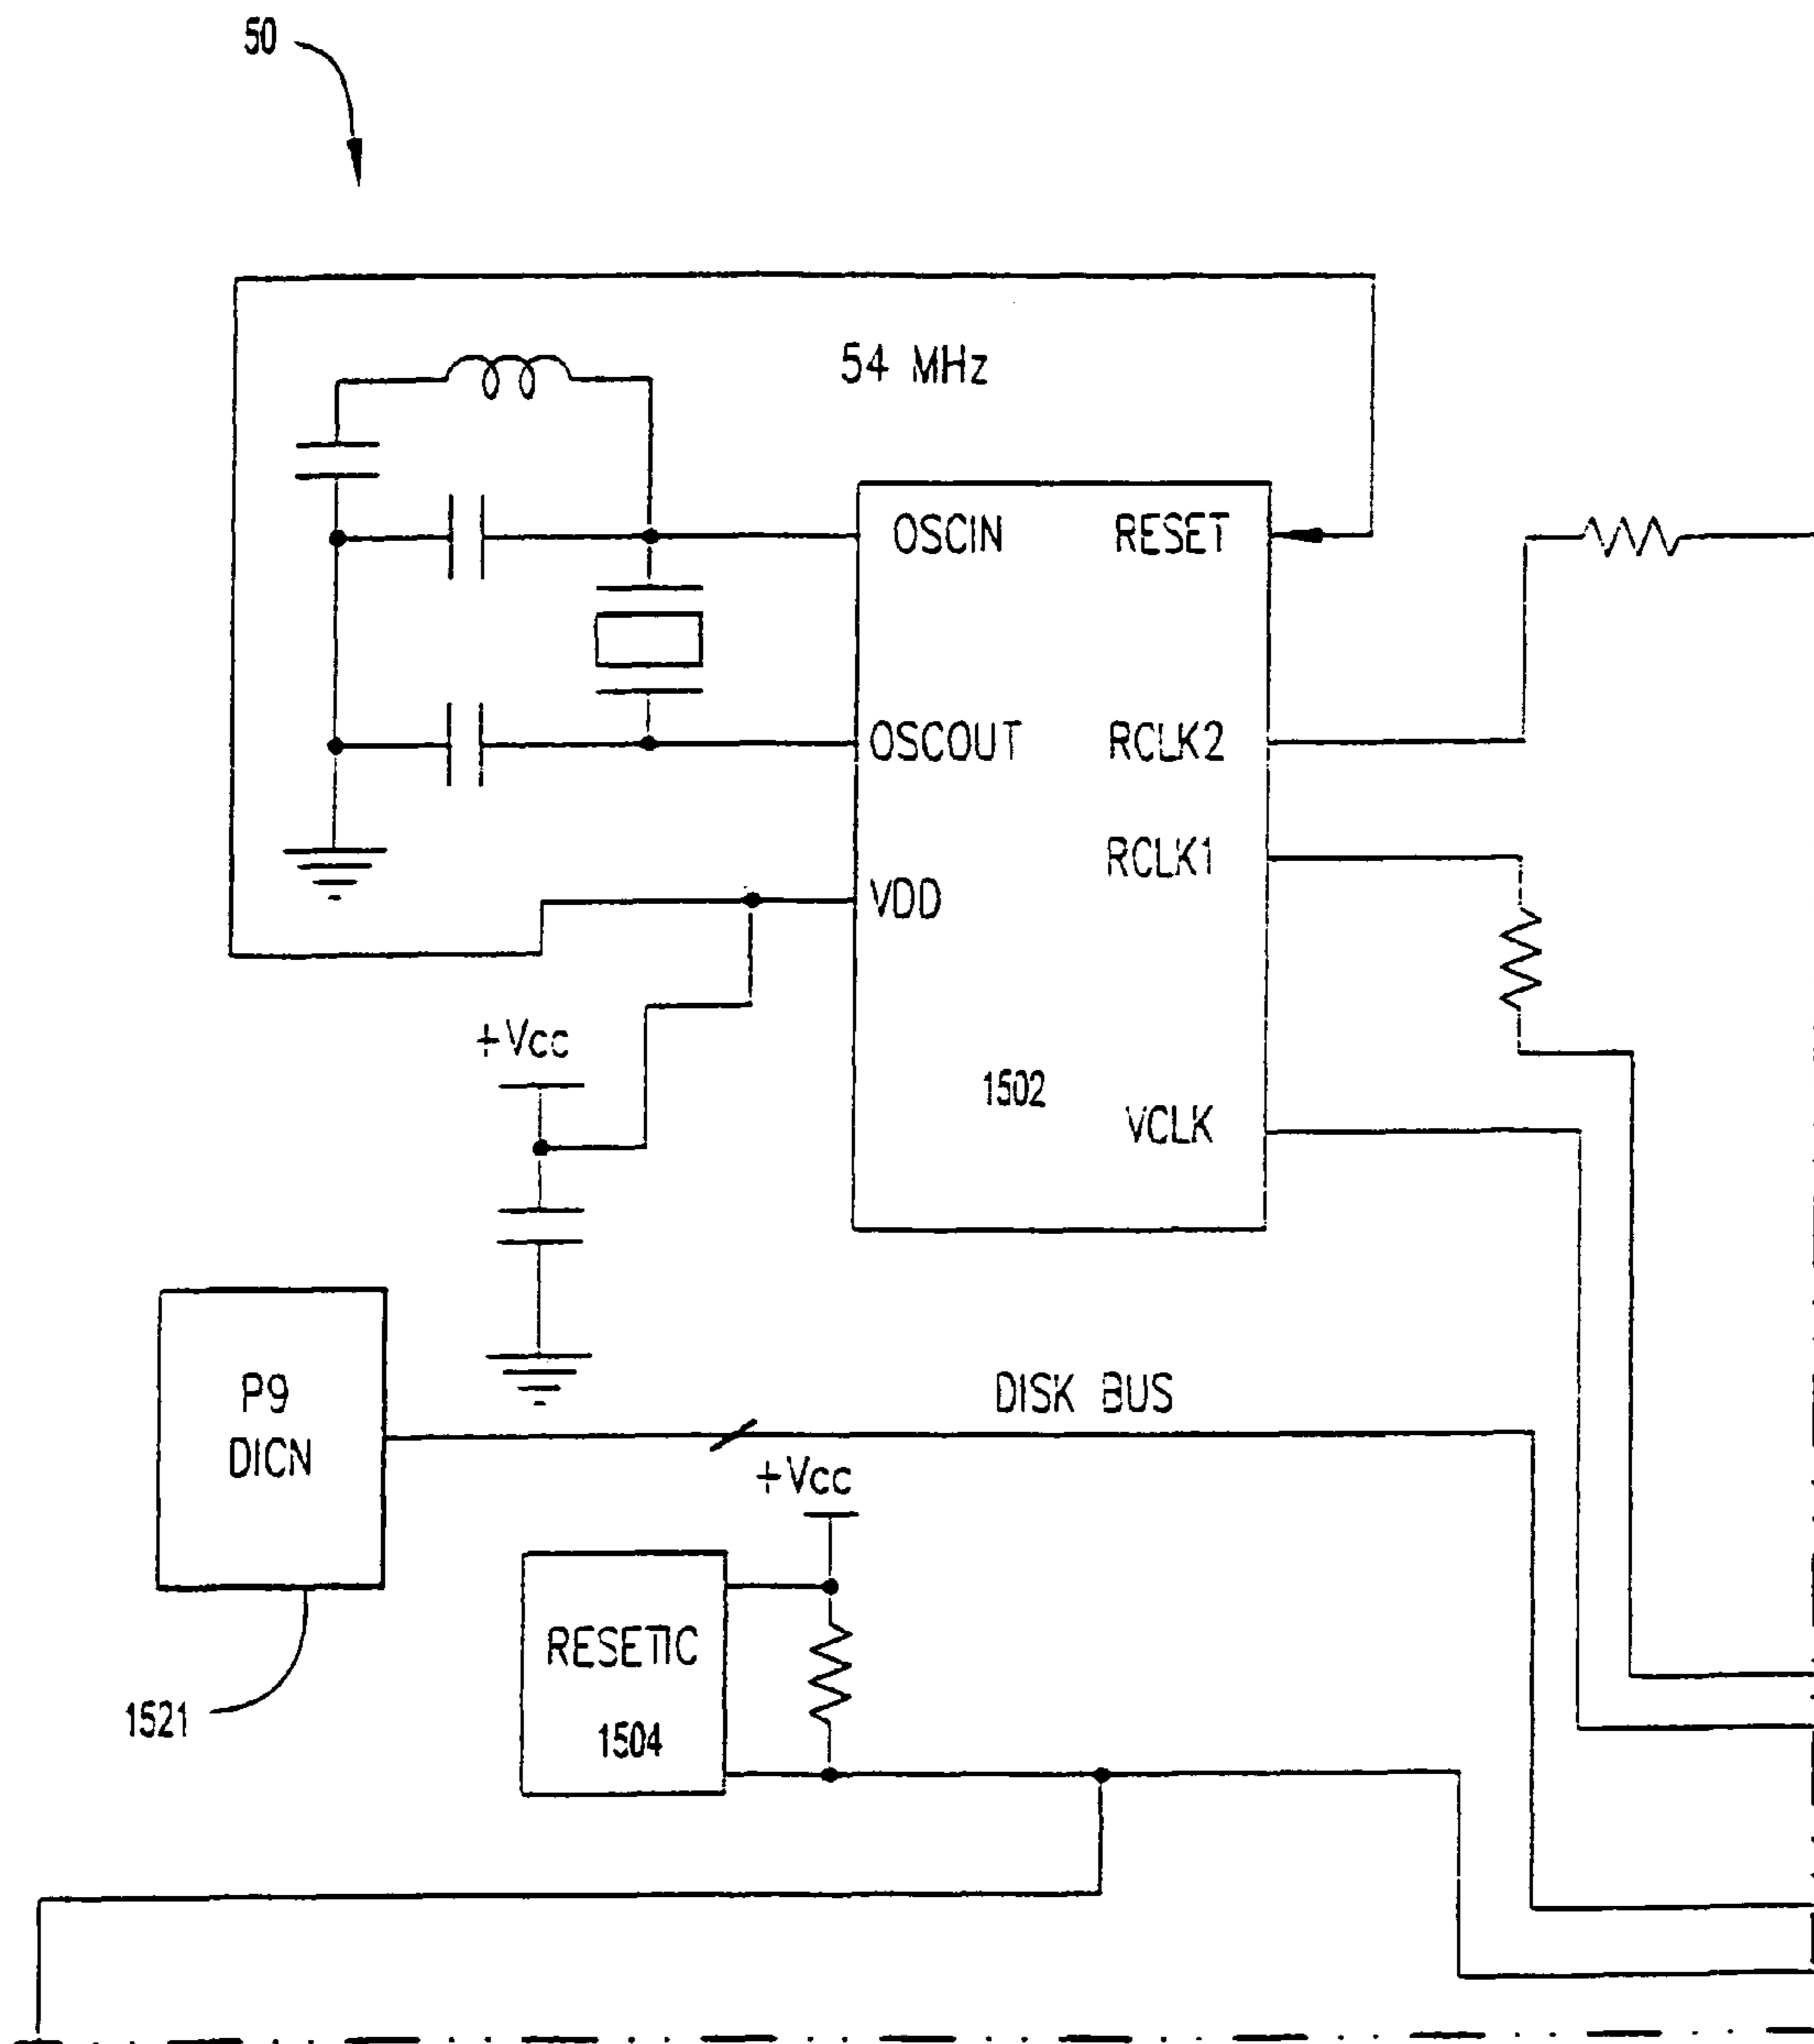 50
54 MHz
OSCIN
RESET
OSCOUT
RCLK2
RCLK1
VDD
+Vcc
1502
VCLK
P9
DICN
DISK BUS
+Vcc
RESETIC
1504
1521